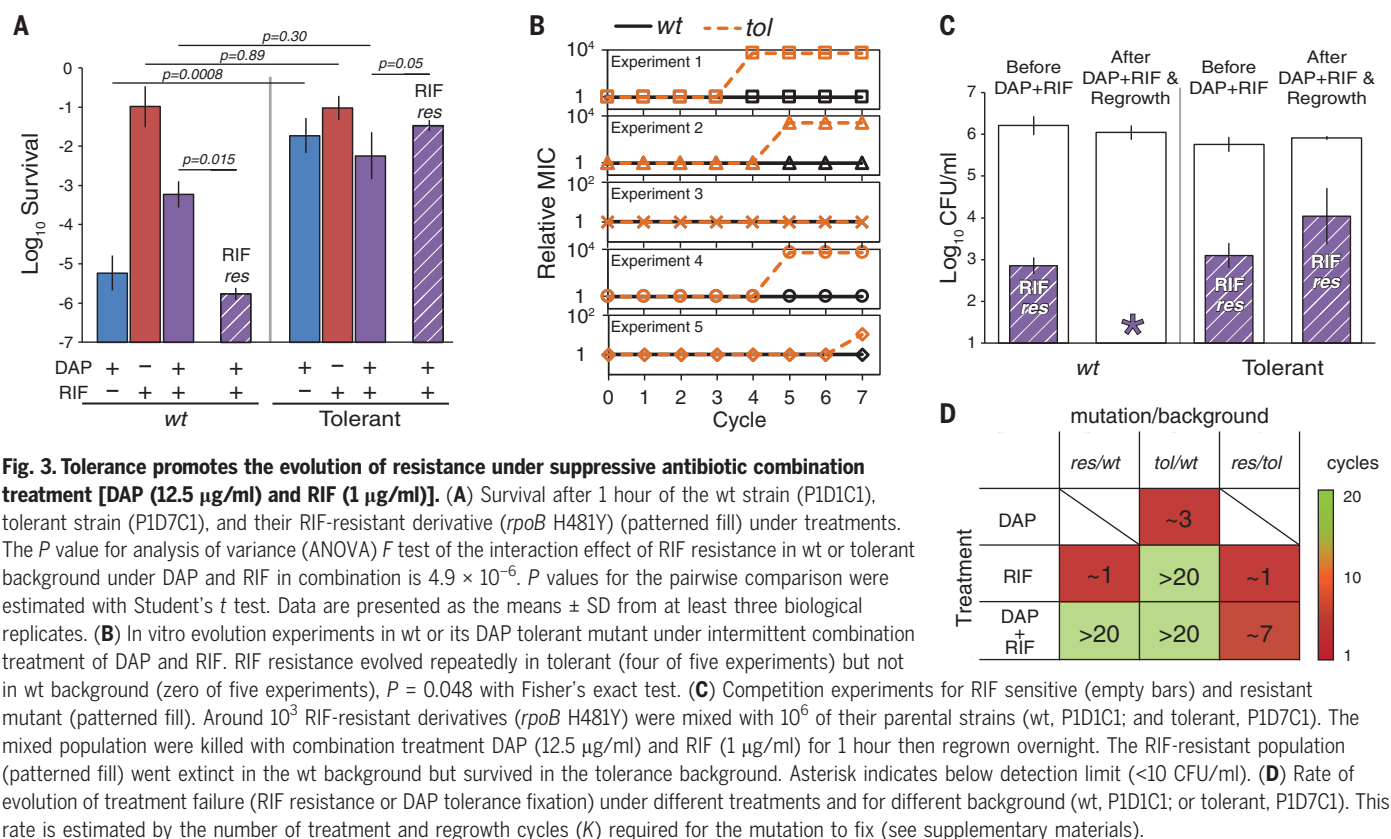 A
p=0.30
p=0.89
p=0.0008
p=0.05
p=0.015
RIF
res
RIF
res
Log10 Survival
0
-1
-2
-3
-4
-5
-6
-7
DAP + − + + + − + +
RIF − + + + − + + +
wt Tolerant
B
wt tol
Relative MIC
10^4
Experiment 1
1
10^4
Experiment 2
1
10^2
Experiment 3
1
10^4
Experiment 4
1
10^2
Experiment 5
1
0 1 2 3 4 5 6 7
Cycle
C
Before DAP+RIF
After DAP+RIF & Regrowth
Before DAP+RIF
After DAP+RIF & Regrowth
Log10 CFU/ml
7
6
5
4
3
2
1
RIF
res
*
RIF
res
RIF
res
wt Tolerant
D
mutation/background
res/wt tol/wt res/tol
Treatment
DAP ~3
RIF ~1 >20 ~1
DAP + RIF >20 >20 ~7
cycles
20
10
1
Fig. 3. Tolerance promotes the evolution of resistance under suppressive antibiotic combination
treatment [DAP (12.5 μg/ml) and RIF (1 μg/ml)]. (A) Survival after 1 hour of the wt strain (P1D1C1),
tolerant strain (P1D7C1), and their RIF-resistant derivative (rpoB H481Y) (patterned fill) under treatments.
The P value for analysis of variance (ANOVA) F test of the interaction effect of RIF resistance in wt or tolerant
background under DAP and RIF in combination is 4.9 × 10^−6. P values for the pairwise comparison were
estimated with Student's t test. Data are presented as the means ± SD from at least three biological
replicates. (B) In vitro evolution experiments in wt or its DAP tolerant mutant under intermittent combination
treatment of DAP and RIF. RIF resistance evolved repeatedly in tolerant (four of five experiments) but not
in wt background (zero of five experiments), P = 0.048 with Fisher's exact test. (C) Competition experiments for RIF sensitive (empty bars) and resistant
mutant (patterned fill). Around 10^3 RIF-resistant derivatives (rpoB H481Y) were mixed with 10^6 of their parental strains (wt, P1D1C1; and tolerant, P1D7C1). The
mixed population were killed with combination treatment DAP (12.5 μg/ml) and RIF (1 μg/ml) for 1 hour then regrown overnight. The RIF-resistant population
(patterned fill) went extinct in the wt background but survived in the tolerance background. Asterisk indicates below detection limit (<10 CFU/ml). (D) Rate of
evolution of treatment failure (RIF resistance or DAP tolerance fixation) under different treatments and for different background (wt, P1D1C1; or tolerant, P1D7C1). This
rate is estimated by the number of treatment and regrowth cycles (K) required for the mutation to fix (see supplementary materials).